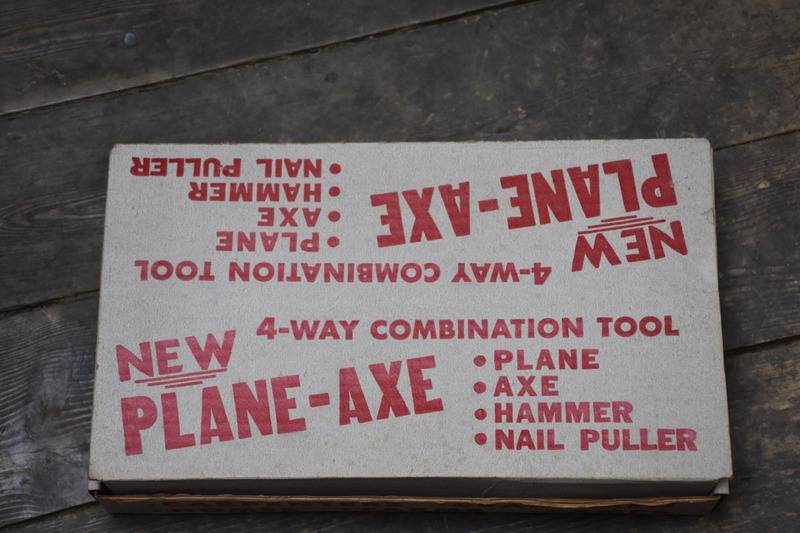 NEW
PLANE-AXE
4-WAY COMBINATION TOOL
• PLANE
• AXE
• HAMMER
• NAIL PULLER
NEW
PLANE-AXE
4-WAY COMBINATION TOOL
• PLANE
• AXE
• HAMMER
• NAIL PULLER